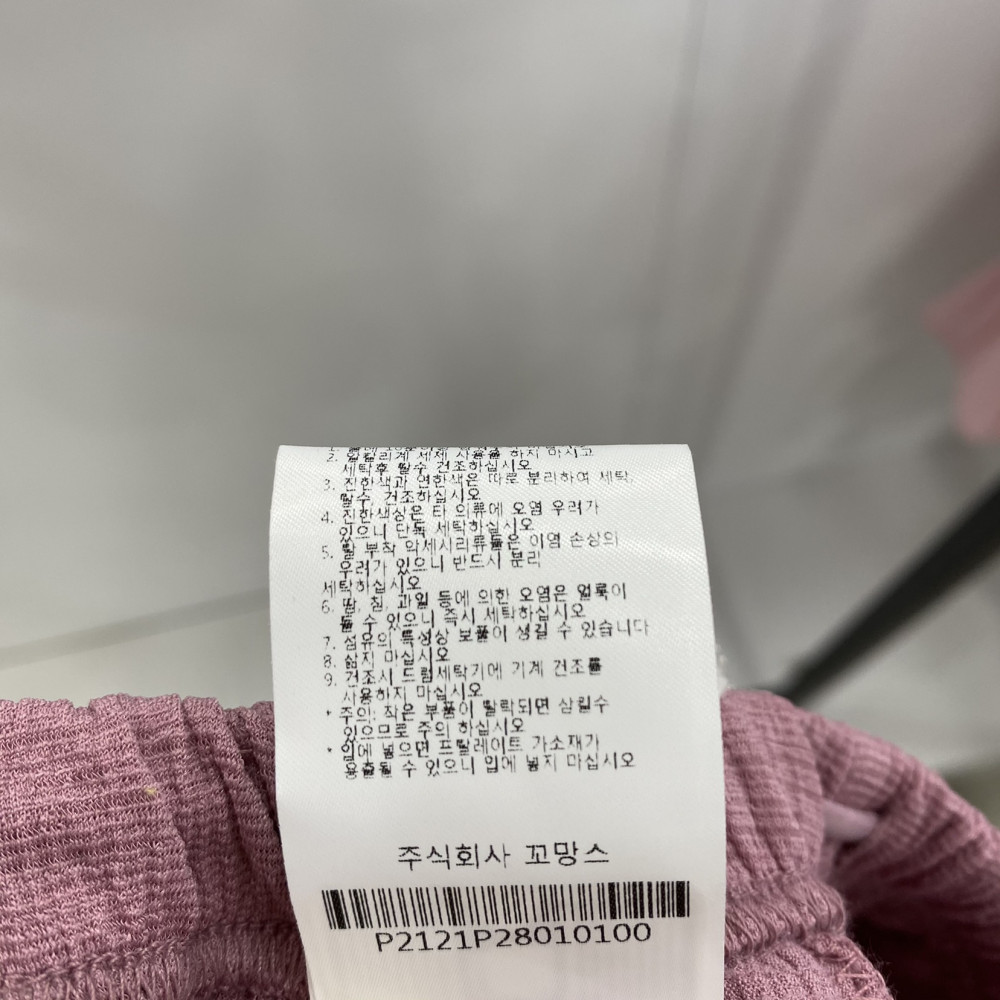 2. 알칼리계 세제 사용을 하지 마시고
세탁후 탈수 건조하십시오
3. 진한색과 연한색은 따로 분리하여 세탁,
탈수 건조하십시오
4. 진한색상은 타 의류에 오염 우려가
있으니 단독 세탁하십시오
5. 탈 부착 악세시리류들은 이염 손상의
우려가 있으니 반드시 분리
세탁하십시오
6. 땀, 침, 과일 등에 의한 오염은 얼룩이
될 수 있으니 즉시 세탁하십시오
7. 섬유의 특성상 보풀이 생길 수 있습니다
8. 삶지 마십시오
9. 건조시 드럼세탁기에 기계 건조를
사용하지 마십시오
* 주의: 작은 부품이 탈락되면 삼킬수
있으므로 주의 하십시오
* 입에 넣으면 프탈레이트 가소재가
용출될 수 있으니 입에 넣지 마십시오
주식회사 꼬망스
P2121P28010100